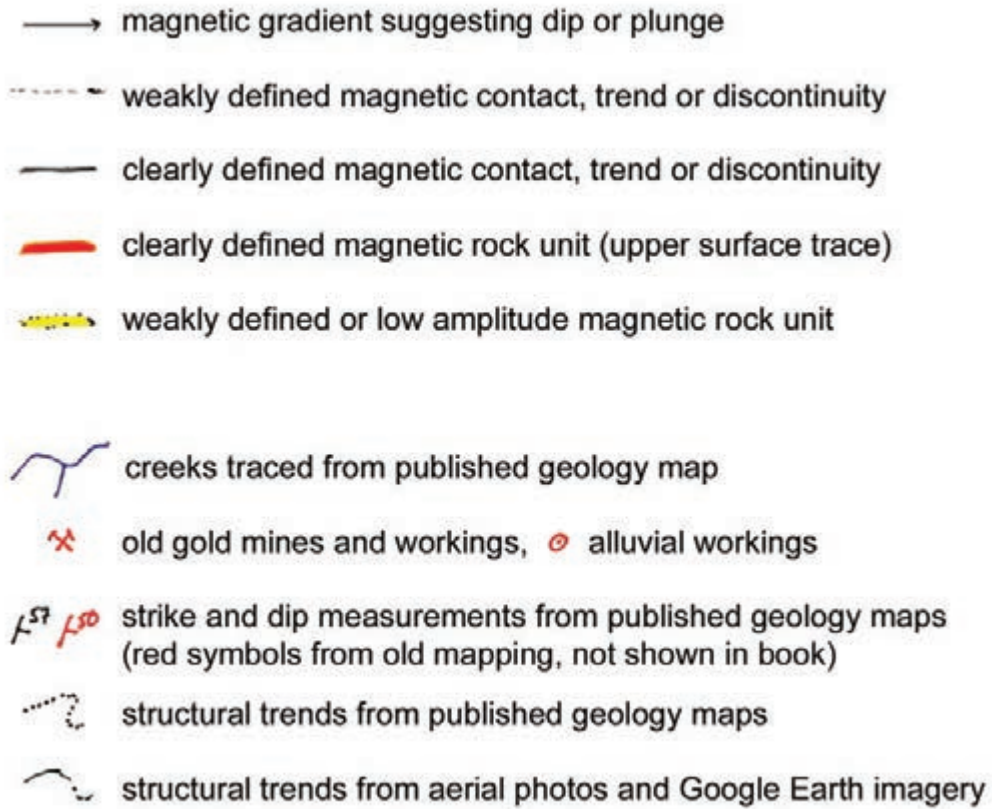 magnetic gradient suggesting dip or plunge
weakly defined magnetic contact, trend or discontinuity
clearly defined magnetic contact, trend or discontinuity
clearly defined magnetic rock unit (upper surface trace)
weakly defined or low amplitude magnetic rock unit
creeks traced from published geology map
old gold mines and workings, alluvial workings
57 50 strike and dip measurements from published geology maps
(red symbols from old mapping, not shown in book)
structural trends from published geology maps
structural trends from aerial photos and Google Earth imagery